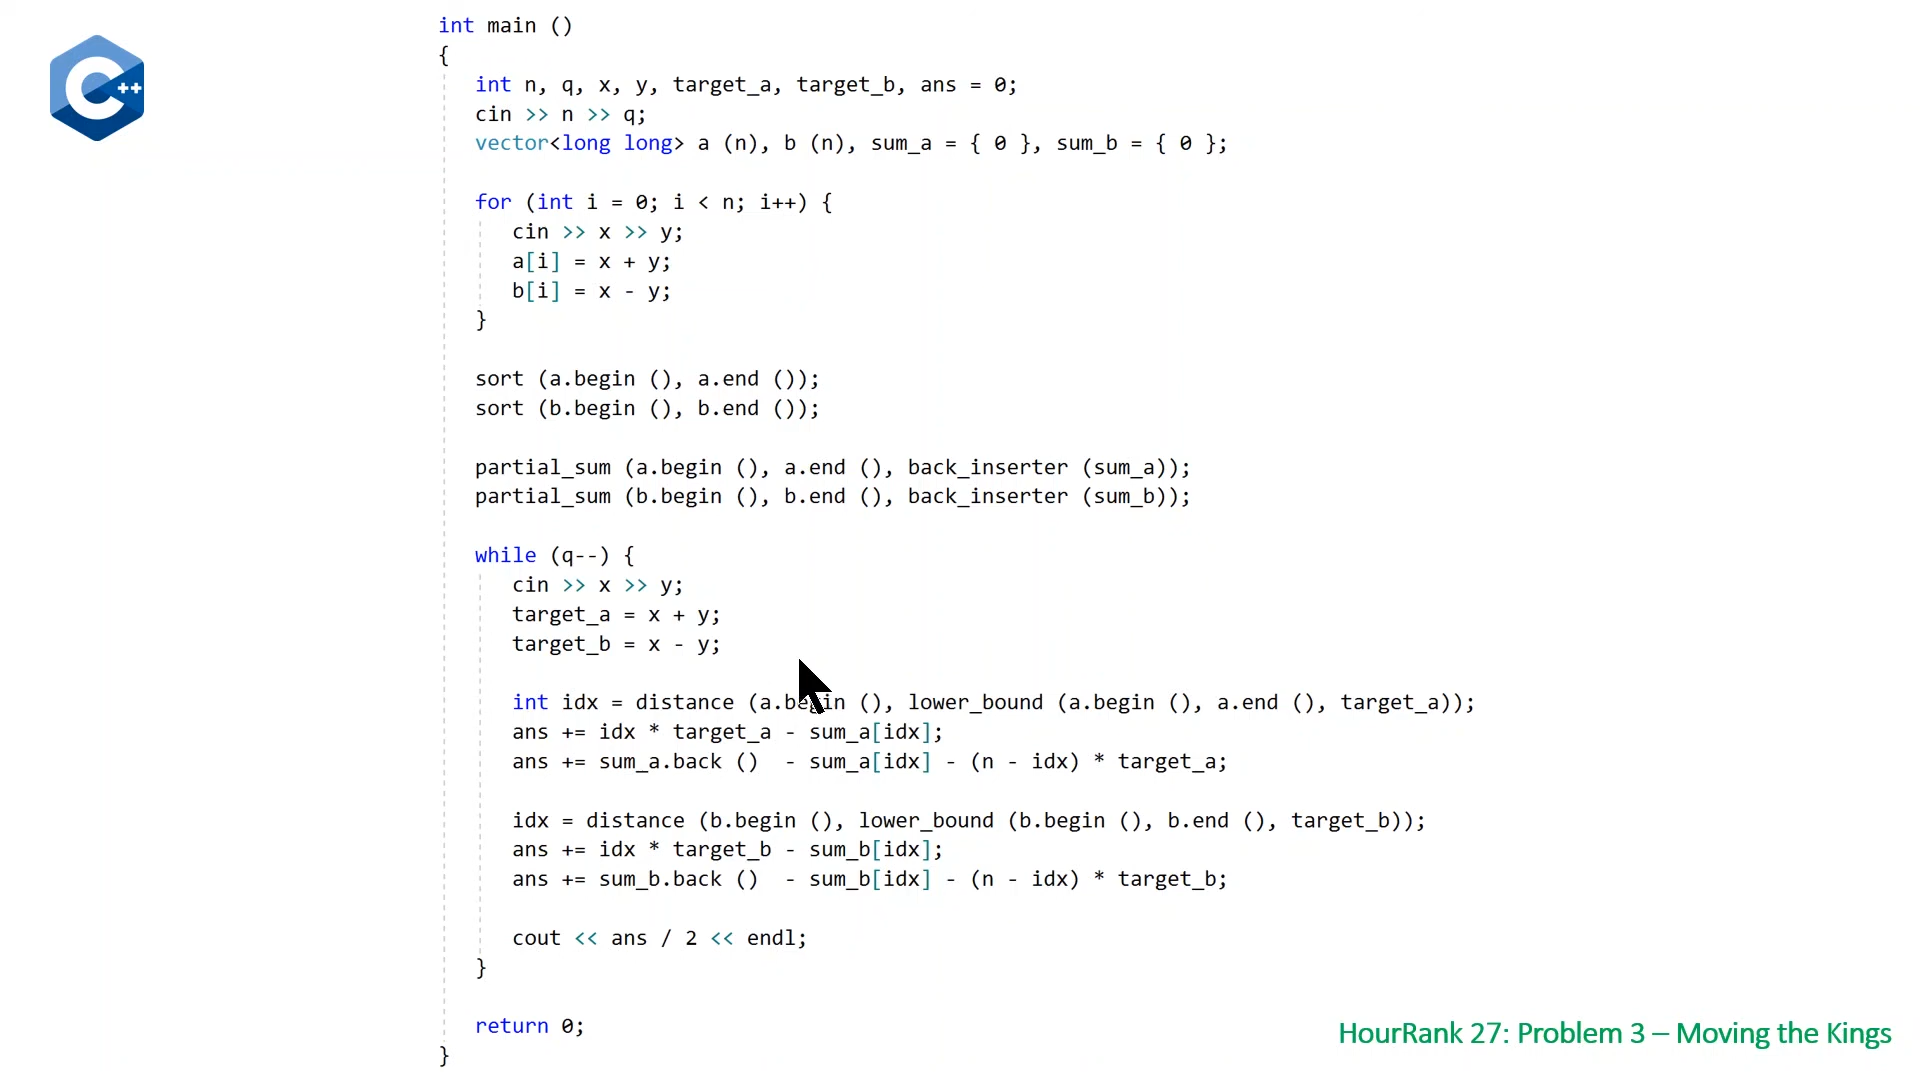 C++
int main ()
{
int n, q, x, y, target_a, target_b, ans = 0;
cin >> n >> q;
vector<long long> a (n), b (n), sum_a = { 0 }, sum_b = { 0 };
for (int i = 0; i < n; i++) {
cin >> x >> y;
a[i] = x + y;
b[i] = x - y;
}
sort (a.begin (), a.end ());
sort (b.begin (), b.end ());
partial_sum (a.begin (), a.end (), back_inserter (sum_a));
partial_sum (b.begin (), b.end (), back_inserter (sum_b));
while (q--) {
cin >> x >> y;
target_a = x + y;
target_b = x - y;
int idx = distance (a.begin (), lower_bound (a.begin (), a.end (), target_a));
ans += idx * target_a - sum_a[idx];
ans += sum_a.back ()  - sum_a[idx] - (n - idx) * target_a;
idx = distance (b.begin (), lower_bound (b.begin (), b.end (), target_b));
ans += idx * target_b - sum_b[idx];
ans += sum_b.back ()  - sum_b[idx] - (n - idx) * target_b;
cout << ans / 2 << endl;
}
return 0;
}
HourRank 27: Problem 3 – Moving the Kings